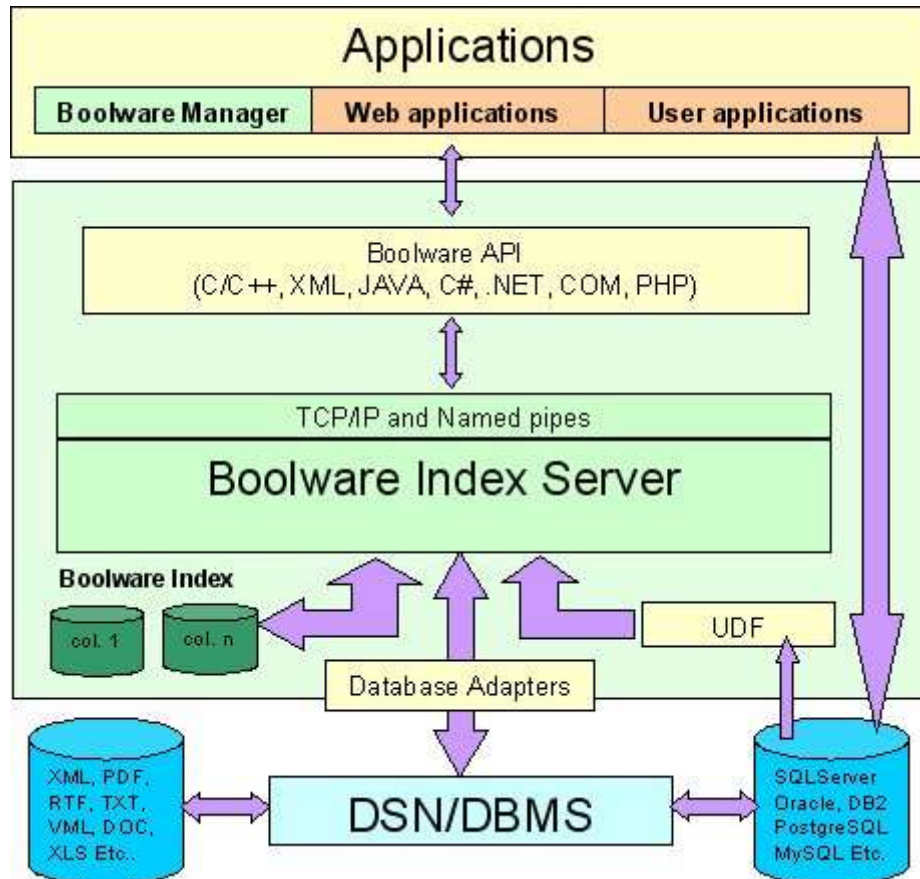 Applications
Boolware Manager
Web applications
User applications
Boolware API
(C/C++, XML, JAVA, C#, .NET, COM, PHP)
TCP/IP and Named pipes
Boolware Index Server
Boolware Index
col. 1
col. n
UDF
Database Adapters
XML, PDF,
RTF, TXT,
VML, DOC,
XLS Etc..
DSN/DBMS
SQLServer
Oracle, DB2
PostgreSQL
MySQL Etc.